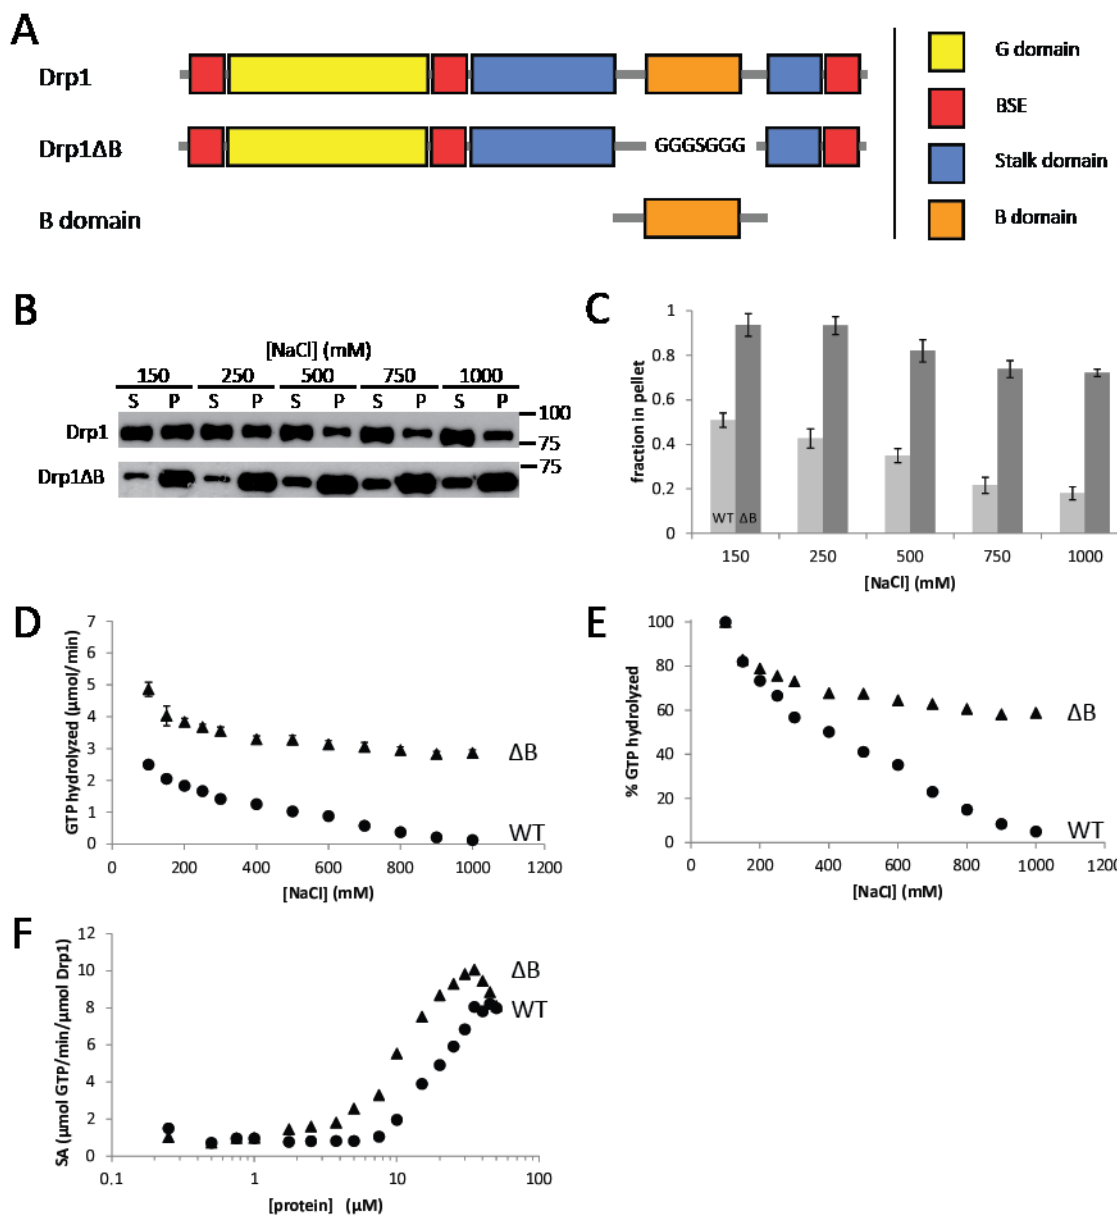 A
Drp1
G domain
BSE
Drp1ΔB
GGGSGGG
Stalk domain
B domain
B domain
B
[NaCl] (mM)
150 250 500 750 1000
S P S P S P S P S P
Drp1
100
75
Drp1ΔB
75
C
fraction in pellet
1
0.8
0.6
0.4
0.2
0
WT ΔB
150 250 500 750 1000
[NaCl] (mM)
D
GTP hydrolyzed (μmol/min)
7
6
5
4
3
2
1
0
ΔB
WT
0 200 400 600 800 1000 1200
[NaCl] (mM)
E
% GTP hydrolyzed
100
80
60
40
20
0
ΔB
WT
0 200 400 600 800 1000 1200
[NaCl] (mM)
F
SA (μmol GTP/min/μmol Drp1)
12
10
8
6
4
2
0
ΔB
WT
0.1 1 10 100
[protein] (μM)